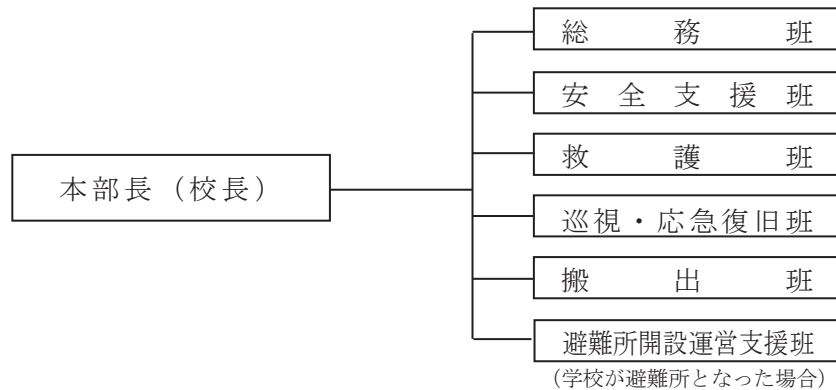 総務班
安全支援班
救護班
本部長（校長）
巡視・応急復旧班
搬出班
避難所開設運営支援班
(学校が避難所となった場合)